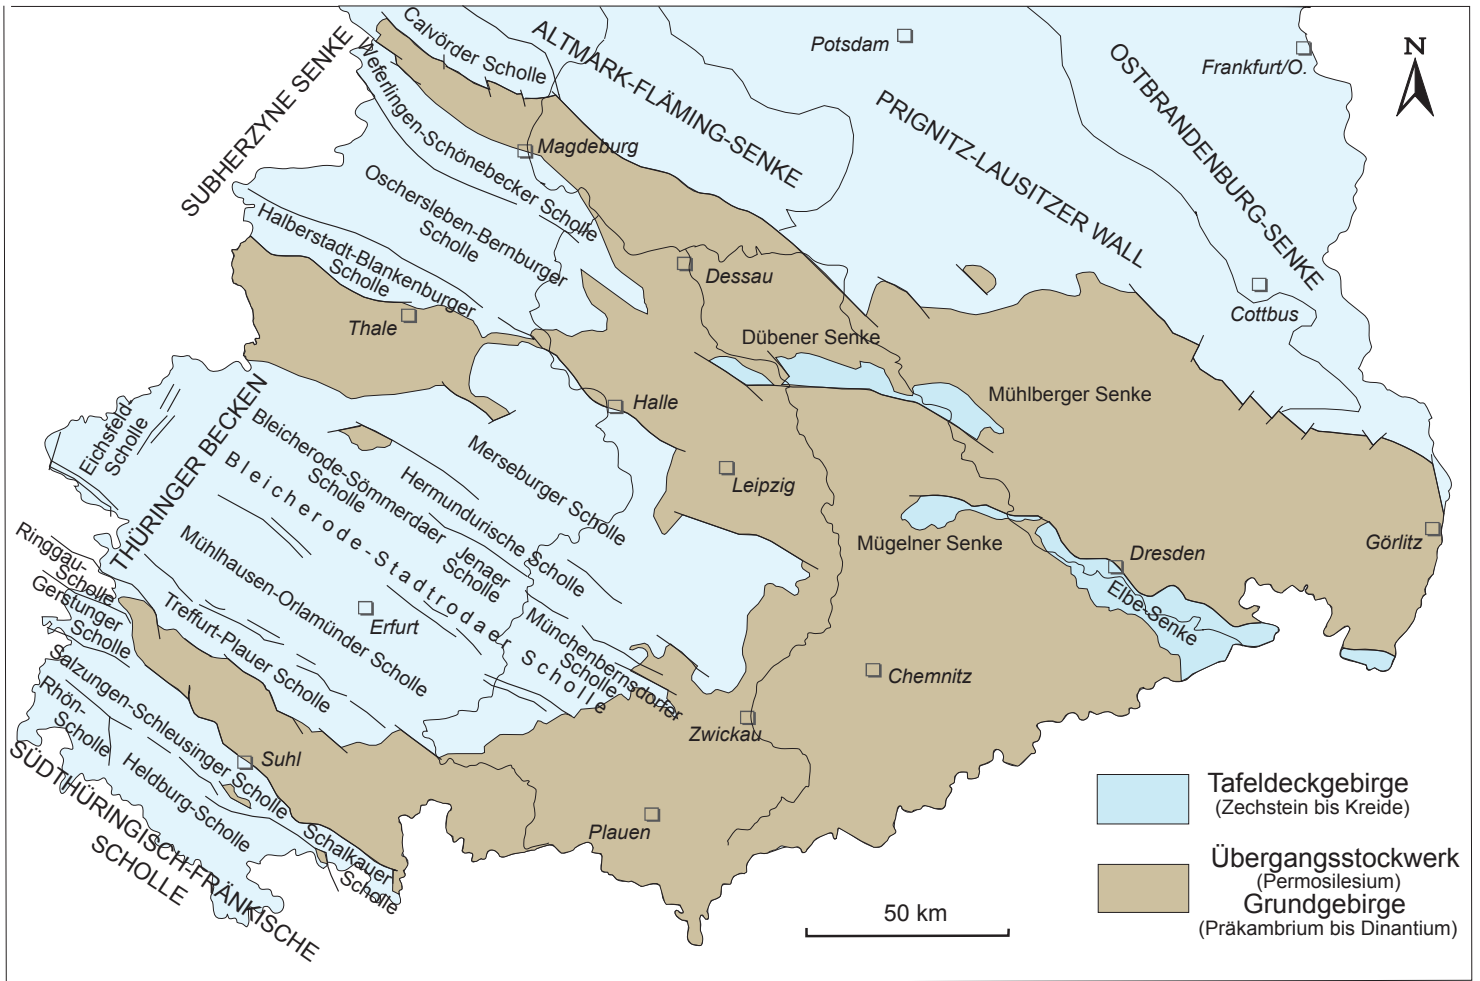 Calvörder Scholle
ALTMARK-FLÄMING-SENKE
Potsdam
Frankfurt/O.
N
OSTBRANDENBURG-SENKE
PRIGNITZ-LAUSITZER WALL
SUBHERZYNE SENKE
Weferlingen-Schönebecker Scholle
Magdeburg
Oschersleben-Bernburger
Scholle
Halberstadt-Blankenburger
Scholle
Dessau
Cottbus
Thale
Dübener Senke
Mühlberger Senke
Halle
Leipzig
Eichsfeld-
Scholle
THÜRINGER BECKEN
Bleicherode-Sömmerdaer
Scholle
Merseburger Scholle
Hermundurische Scholle
Bleicherode-Stadtrodaer
Scholle
Jenaer
Scholle
Mühlhausen-Orlamünder Scholle
Mügelner Senke
Görlitz
Dresden
Elbe-Senke
Ringgau-
Scholle
Gerstunger
Scholle
Treffurt-Plauer Scholle
Erfurt
Münchenbernsdorfer
Scholle
Chemnitz
Salzungen-Schleusinger Scholle
Rhön-
Scholle
Zwickau
Suhl
Heldburg-Scholle
Schalkauer
Scholle
Plauen
SÜDTHÜRINGISCH-FRÄNKISCHE
SCHOLLE
50 km
Tafeldeckgebirge
(Zechstein bis Kreide)
Übergangsstockwerk
(Permosilesium)
Grundgebirge
(Präkambrium bis Dinantium)